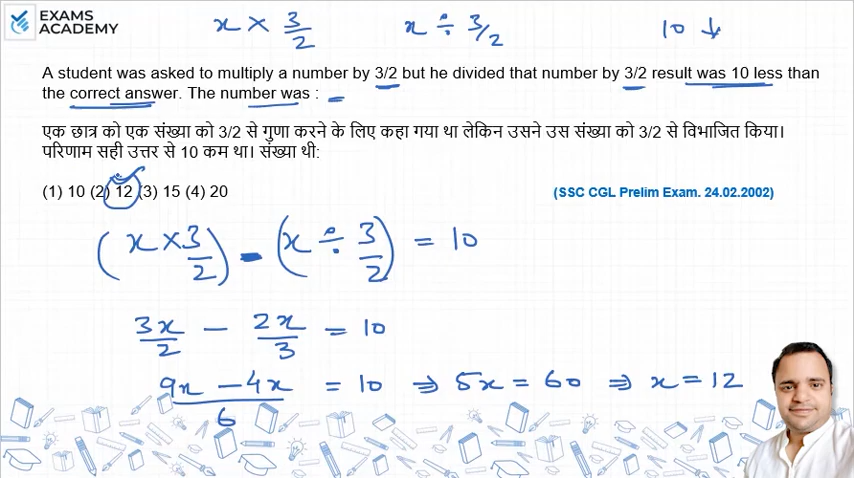 EXAMS
ACADEMY
x × 3/2 x ÷ 3/2 10 ↓
A student was asked to multiply a number by 3/2 but he divided that number by 3/2 result was 10 less than
the correct answer. The number was :
एक छात्र को एक संख्या को 3/2 से गुणा करने के लिए कहा गया था लेकिन उसने उस संख्या को 3/2 से विभाजित किया।
परिणाम सही उत्तर से 10 कम था। संख्या थी:
(1) 10 (2) 12 (3) 15 (4) 20 (SSC CGL Prelim Exam. 24.02.2002)
(x × 3/2) - (x ÷ 3/2) = 10
3x/2 - 2x/3 = 10
9x - 4x/6 = 10 ⇒ 5x = 60 ⇒ x = 12